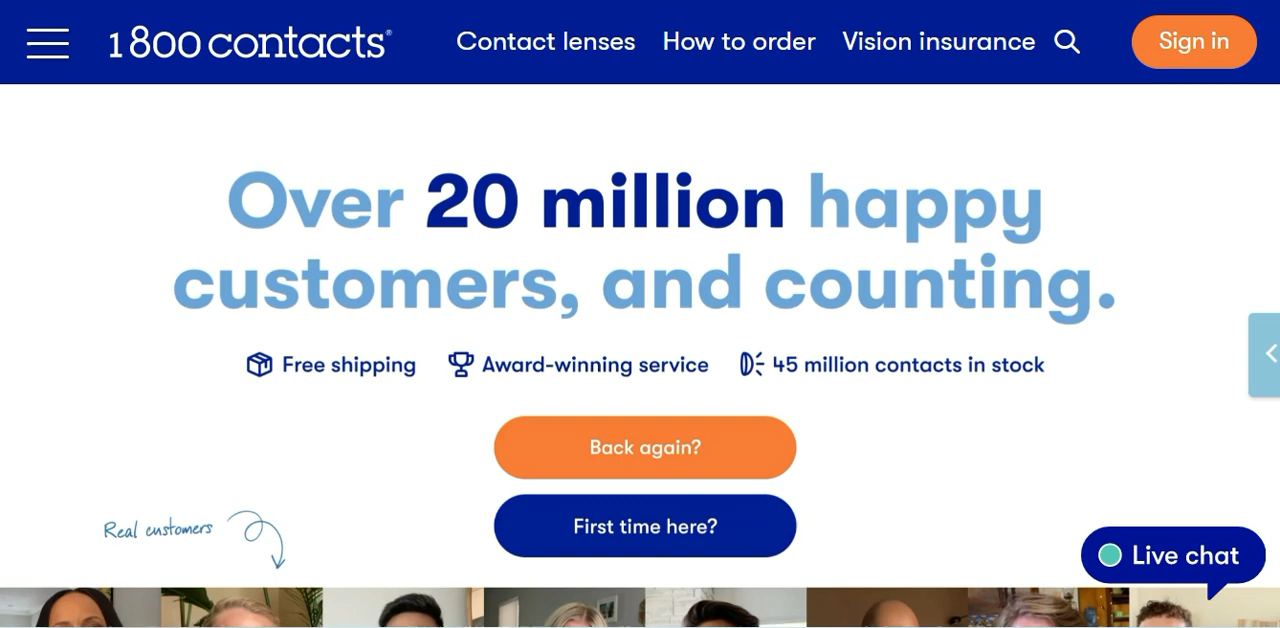 1 800 contacts®
Contact lenses
How to order
Vision insurance
Sign in
Over 20 million happy
customers, and counting.
Free shipping
Award-winning service
45 million contacts in stock
Back again?
First time here?
Real customers
Live chat